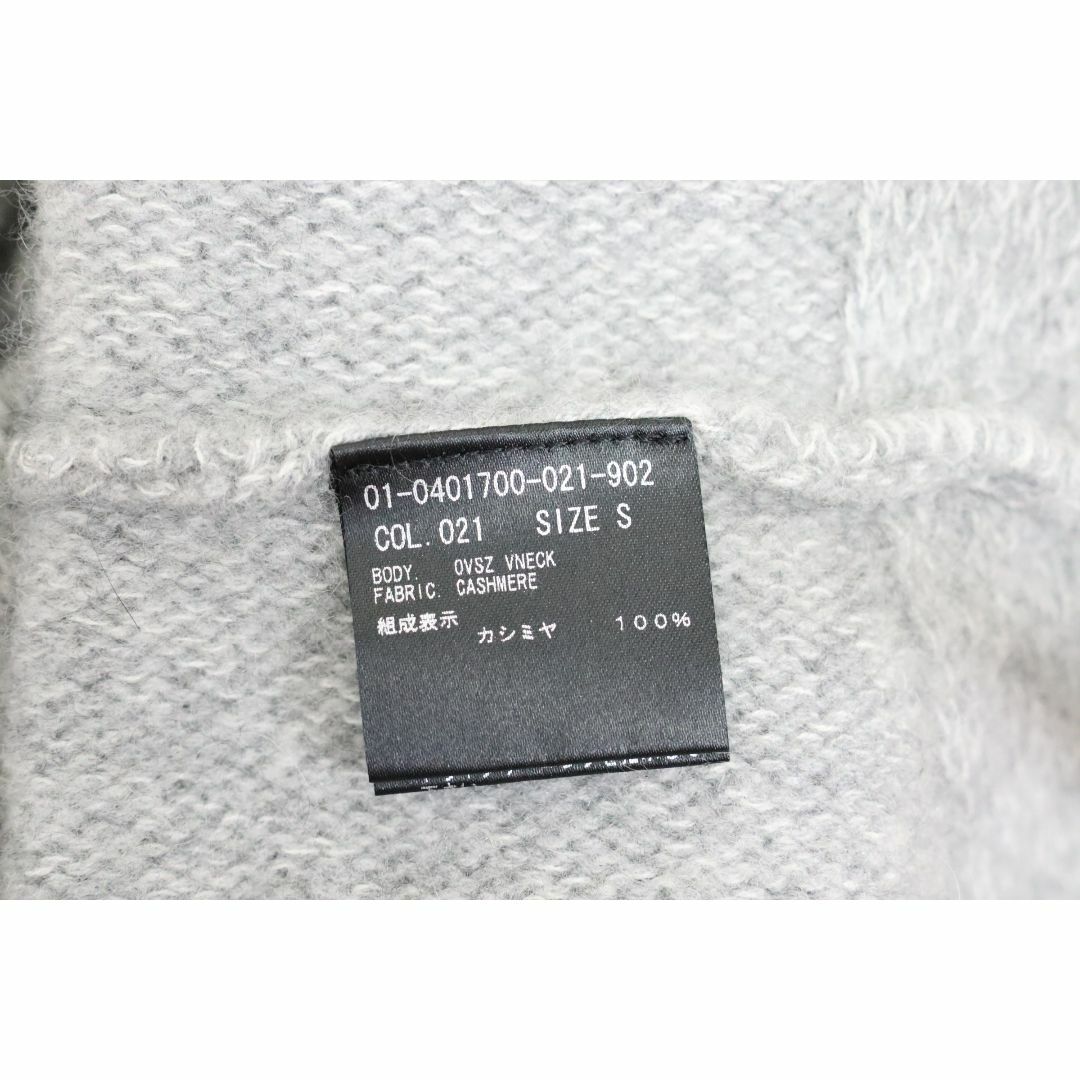 01-0401700-021-902
COL. 021 SIZE S
BODY. OVSZ VNECK
FABRIC. CASHMERE
組成表示 カシミヤ 100%